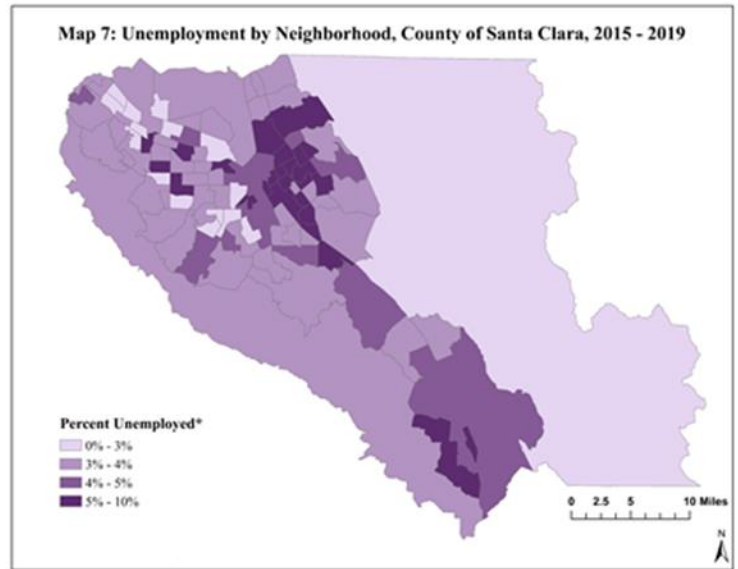 Map 7: Unemployment by Neighborhood, County of Santa Clara, 2015 - 2019
Percent Unemployed*
0% - 3%
3% - 4%
4% - 5%
5% - 10%
0 2.5 5 10 Miles
N